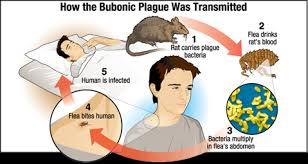 How the Bubonic Plague Was Transmitted
1
Rat carries plague
bacteria
2
Flea drinks
rat's blood
3
Bacteria multiply
in flea's abdomen
4
Flea bites human
5
Human is infected